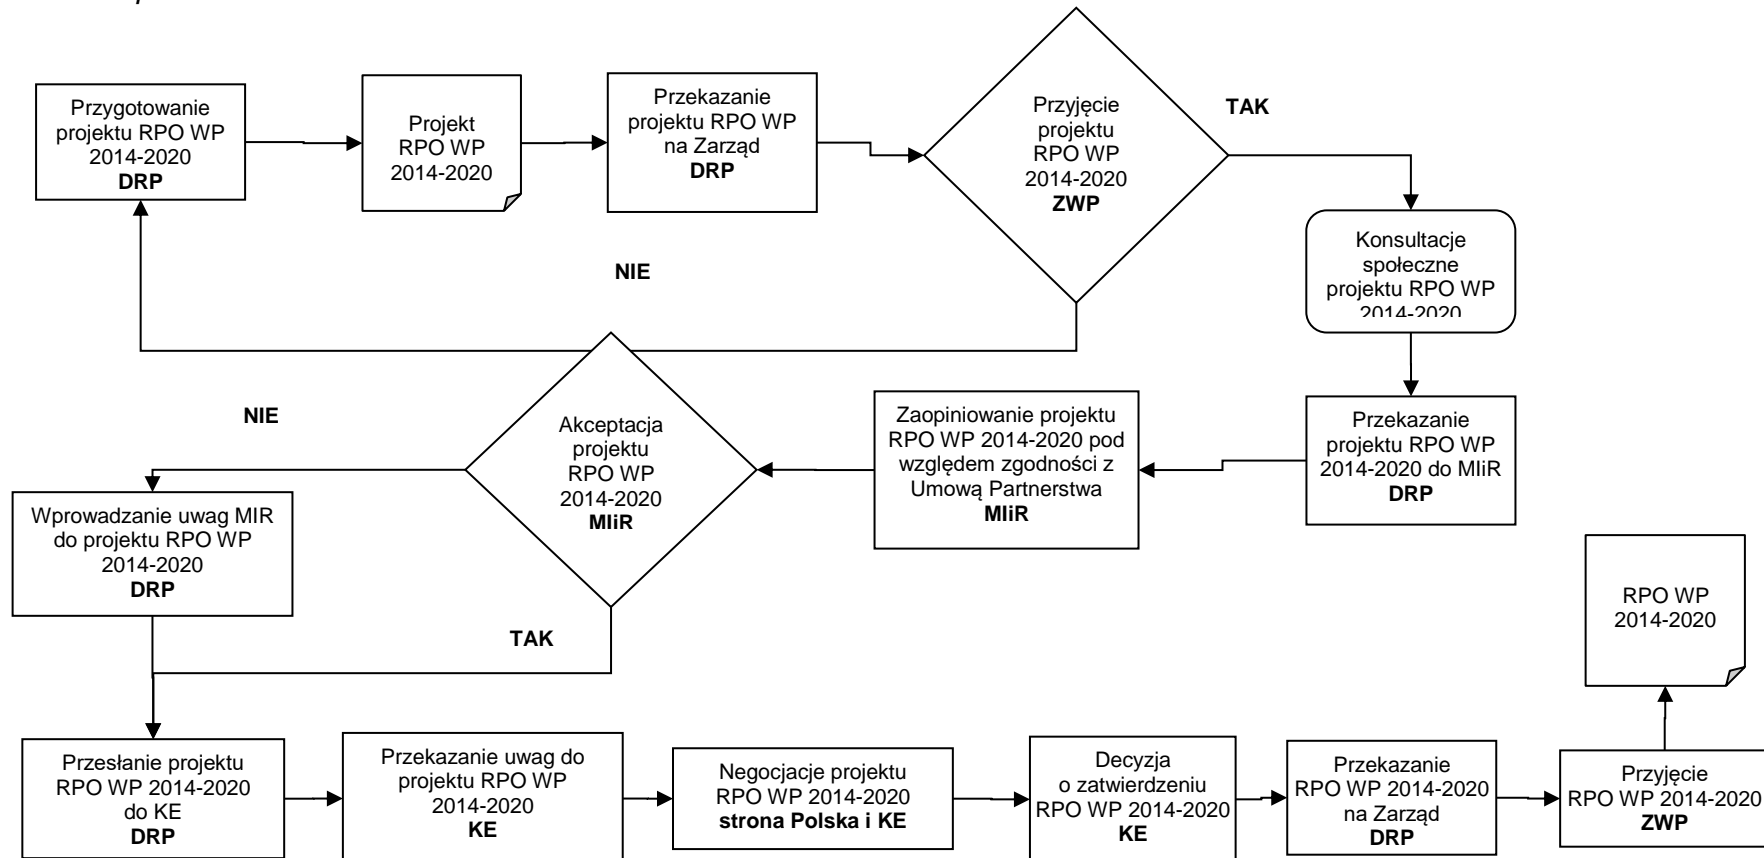 Przygotowanie
projektu RPO WP
2014-2020
DRP
Projekt
RPO WP
2014-2020
Przekazanie
projektu RPO WP
na Zarząd
DRP
Przyjęcie
projektu
RPO WP
2014-2020
ZWP
TAK
NIE
Konsultacje
społeczne
projektu RPO WP
2014-2020
Przekazanie
projektu RPO WP
2014-2020 do MIiR
DRP
Zaopiniowanie projektu
RPO WP 2014-2020 pod
względem zgodności z
Umową Partnerstwa
MIiR
Akceptacja
projektu
RPO WP
2014-2020
MIiR
NIE
Wprowadzanie uwag MIR
do projektu RPO WP
2014-2020
DRP
TAK
Przesłanie projektu
RPO WP 2014-2020
do KE
DRP
Przekazanie uwag do
projektu RPO WP
2014-2020
KE
Negocjacje projektu
RPO WP 2014-2020
strona Polska i KE
Decyzja
o zatwierdzeniu
RPO WP 2014-2020
KE
Przekazanie
RPO WP 2014-2020
na Zarząd
DRP
Przyjęcie
RPO WP 2014-2020
ZWP
RPO WP
2014-2020